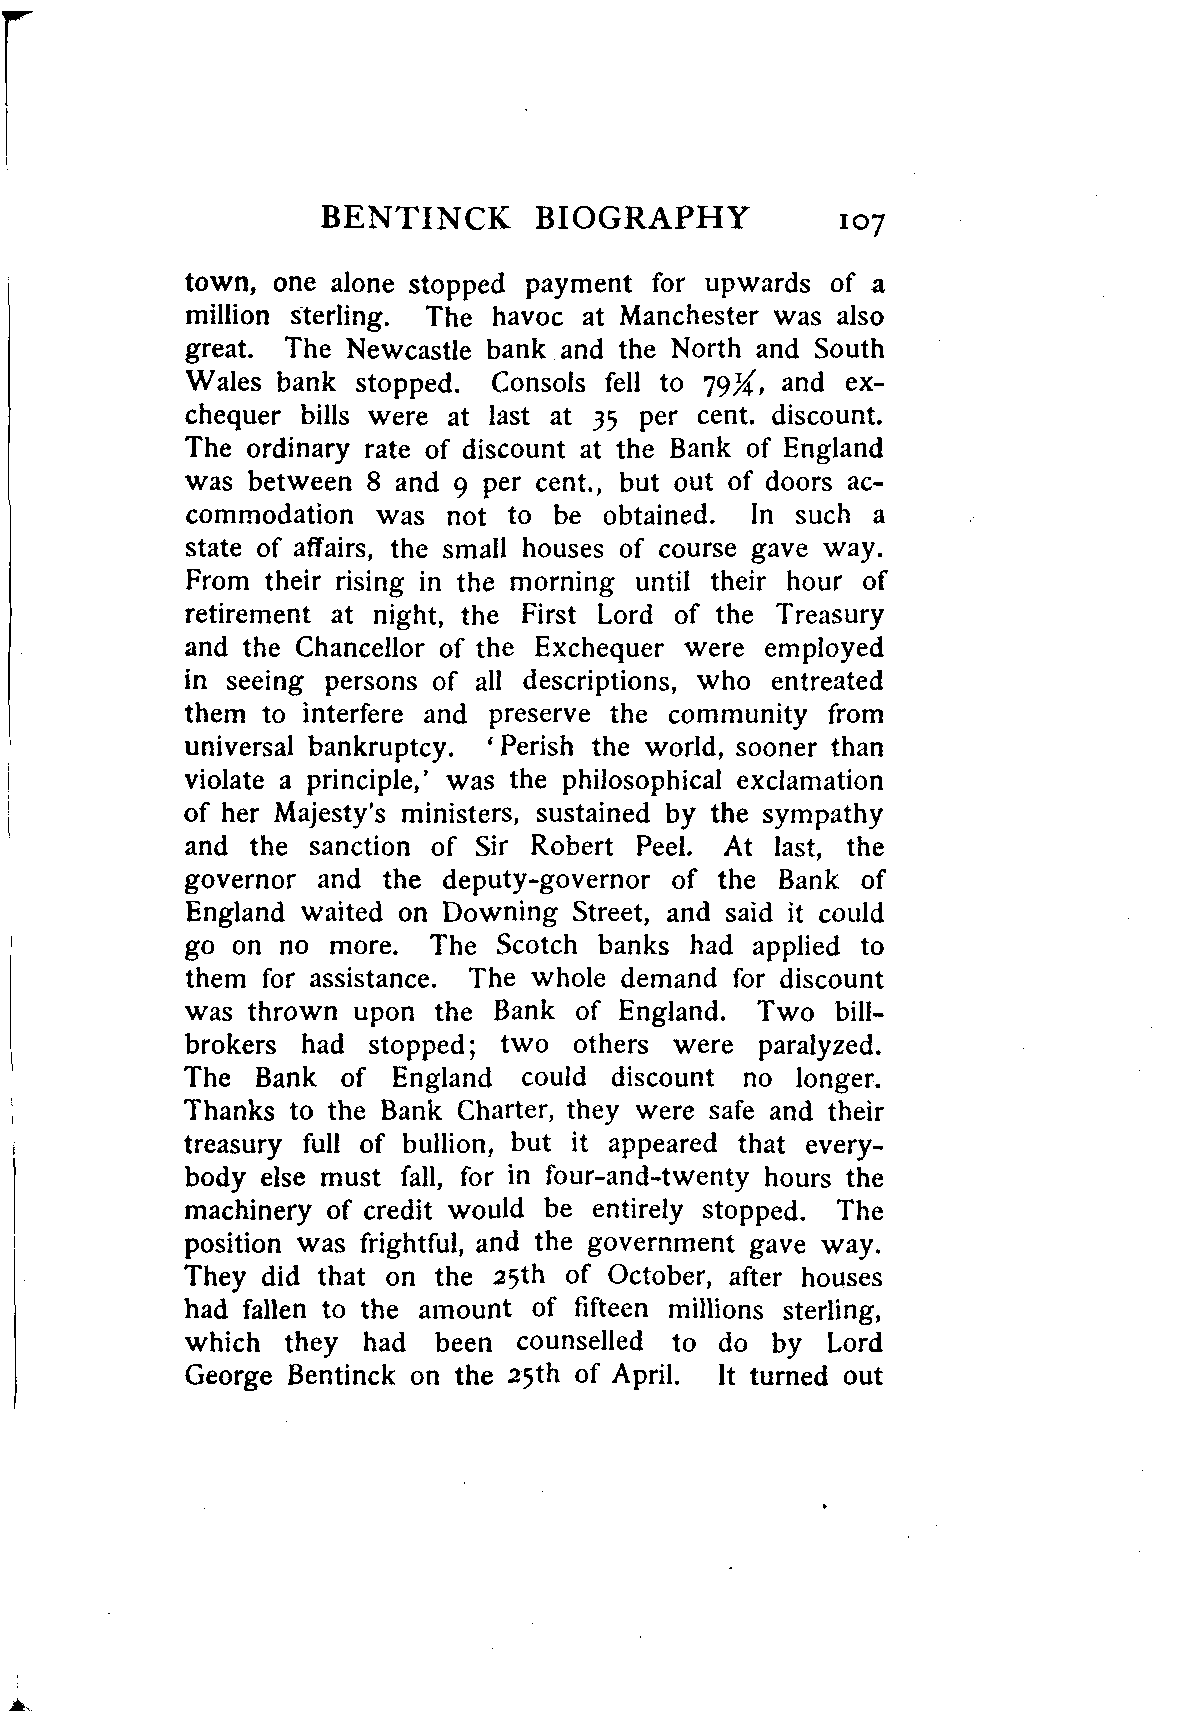 BENTINCK BIOGRAPHY 107
town, one alone stopped payment for upwards of a
million sterling. The havoc at Manchester was also
great. The Newcastle bank and the North and South
Wales bank stopped. Consols fell to 79¼, and ex-
chequer bills were at last at 35 per cent. discount.
The ordinary rate of discount at the Bank of England
was between 8 and 9 per cent., but out of doors ac-
commodation was not to be obtained. In such a
state of affairs, the small houses of course gave way.
From their rising in the morning until their hour of
retirement at night, the First Lord of the Treasury
and the Chancellor of the Exchequer were employed
in seeing persons of all descriptions, who entreated
them to interfere and preserve the community from
universal bankruptcy. ‘Perish the world, sooner than
violate a principle,’ was the philosophical exclamation
of her Majesty's ministers, sustained by the sympathy
and the sanction of Sir Robert Peel. At last, the
governor and the deputy-governor of the Bank of
England waited on Downing Street, and said it could
go on no more. The Scotch banks had applied to
them for assistance. The whole demand for discount
was thrown upon the Bank of England. Two bill-
brokers had stopped; two others were paralyzed.
The Bank of England could discount no longer.
Thanks to the Bank Charter, they were safe and their
treasury full of bullion, but it appeared that every-
body else must fall, for in four-and-twenty hours the
machinery of credit would be entirely stopped. The
position was frightful, and the government gave way.
They did that on the 25th of October, after houses
had fallen to the amount of fifteen millions sterling,
which they had been counselled to do by Lord
George Bentinck on the 25th of April. It turned out